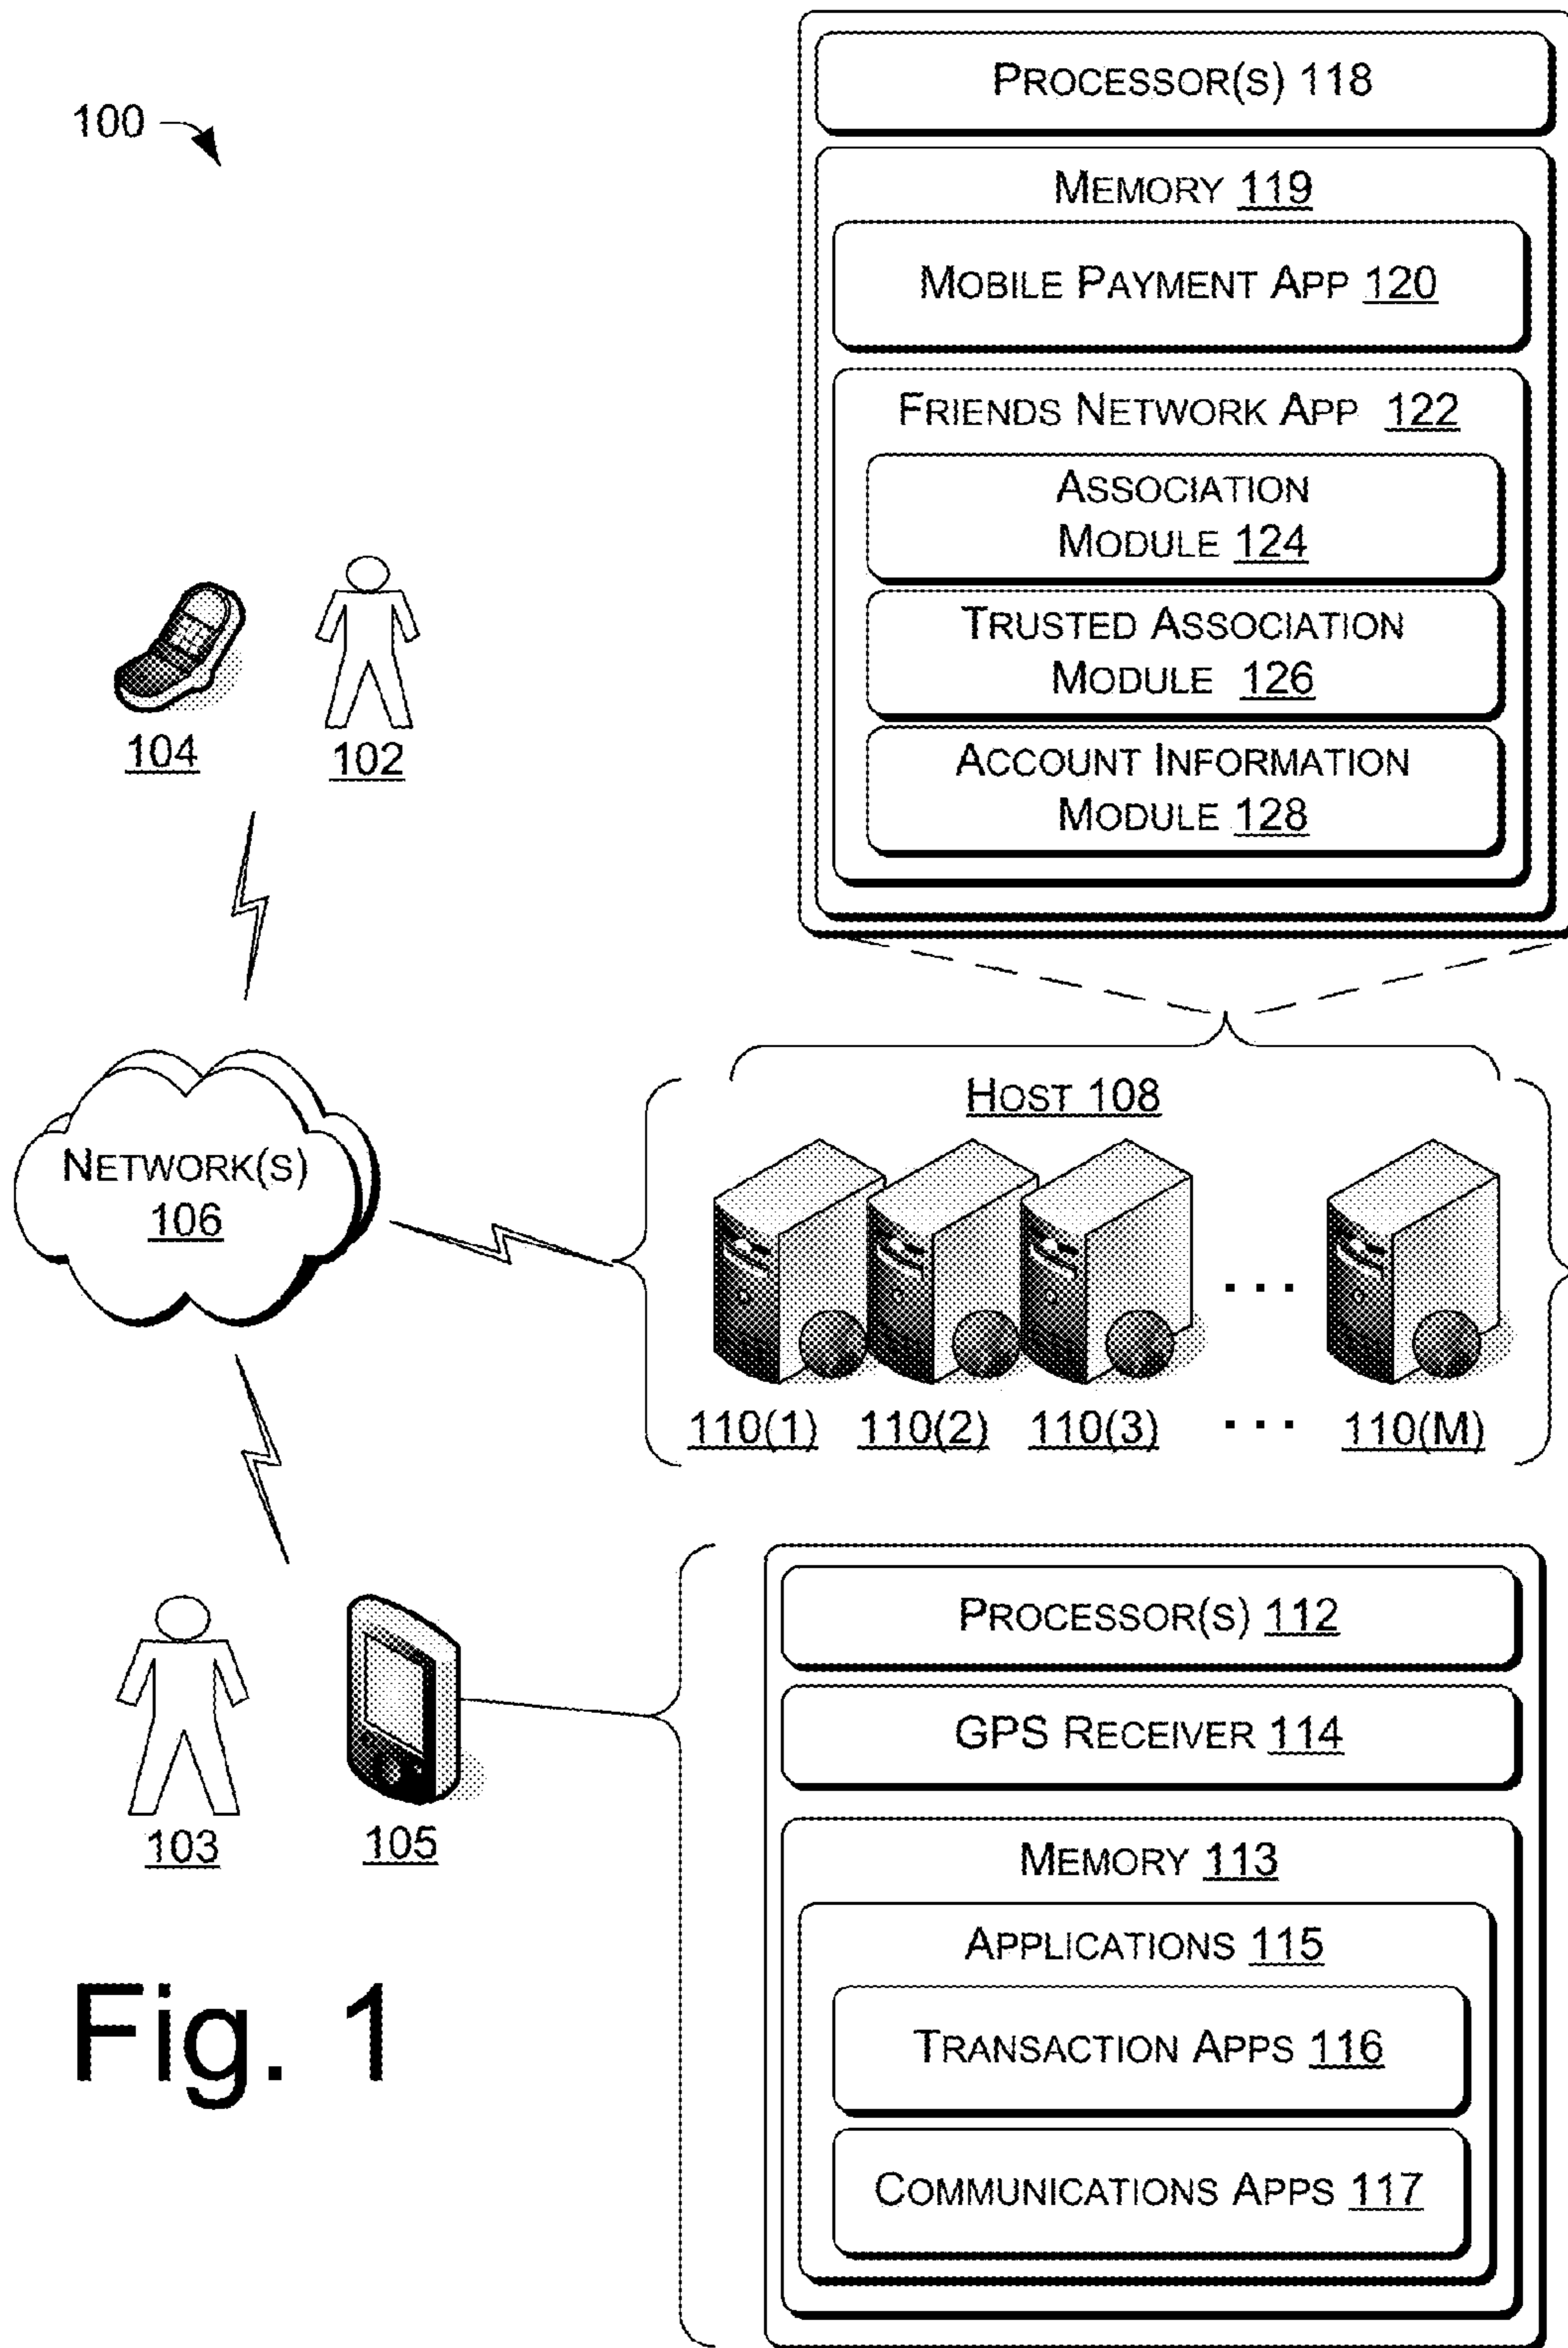 100
PROCESSOR(S) 118
MEMORY 119
MOBILE PAYMENT APP 120
FRIENDS NETWORK APP 122
ASSOCIATION
MODULE 124
TRUSTED ASSOCIATION
MODULE 126
ACCOUNT INFORMATION
MODULE 128
104
102
NETWORK(S)
106
HOST 108
110(1) 110(2) 110(3) ... 110(M)
103
105
PROCESSOR(S) 112
GPS RECEIVER 114
MEMORY 113
APPLICATIONS 115
TRANSACTION APPS 116
COMMUNICATIONS APPS 117
Fig. 1